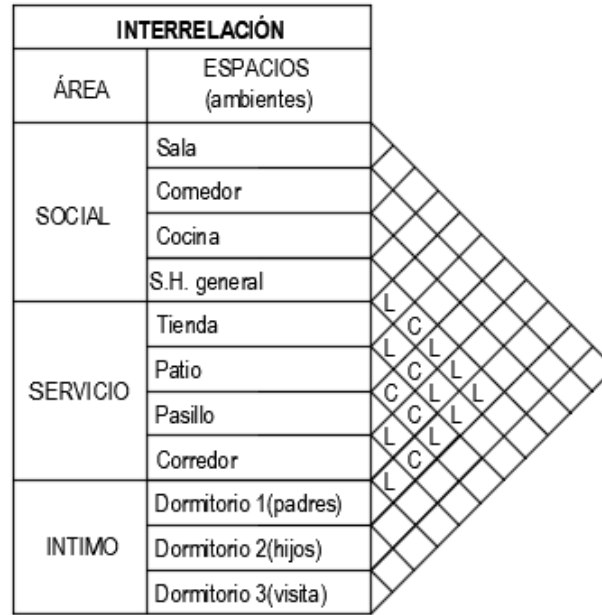 INTERRELACIÓN
ÁREA
ESPACIOS
(ambientes)
SOCIAL
Sala
Comedor
Cocina
S.H. general
SERVICIO
Tienda
Patio
Pasillo
Corredor
INTIMO
Dormitorio 1(padres)
Dormitorio 2(hijos)
Dormitorio 3(visita)
L
C
L L
C L
C L L
C L
L L
C
L